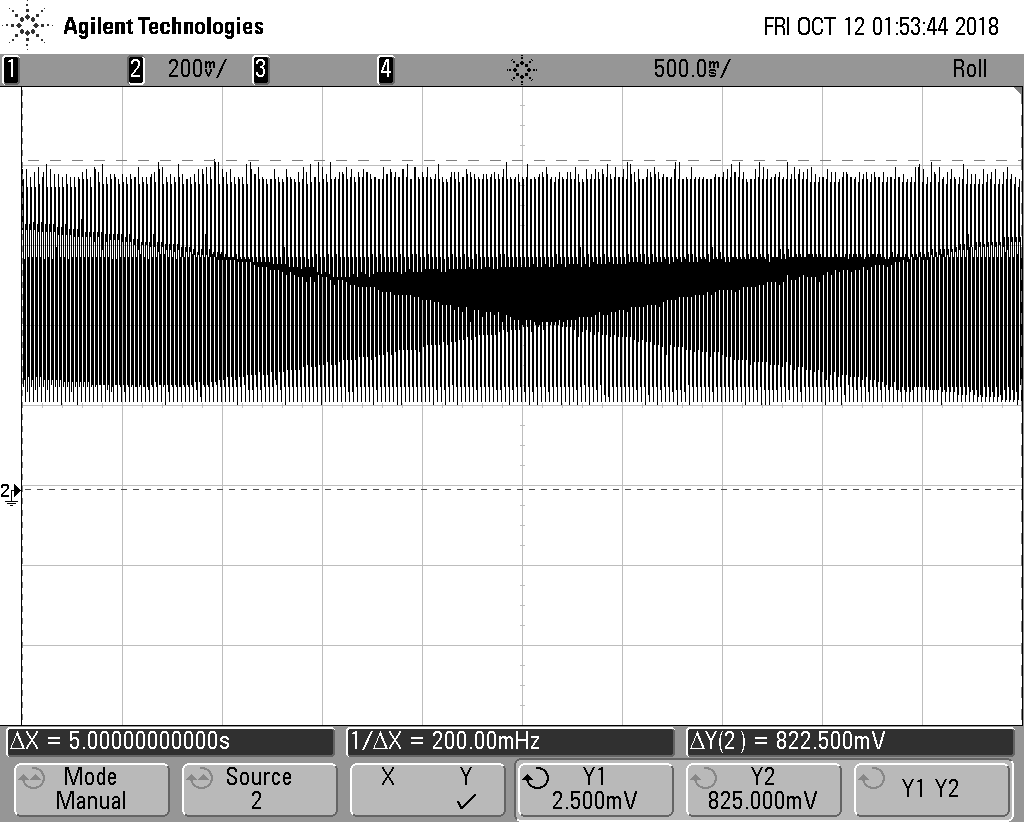 Agilent Technologies FRI OCT 12 01:53:44 2018
1 2 200mV/ 3 4 500.0ms/ Roll
2
ΔX = 5.00000000000s 1/ΔX = 200.00mHz ΔY(2) = 822.500mV
Mode Source X Y Y1 Y2 Y1 Y2
Manual 2 ✓ 2.500mV 825.000mV